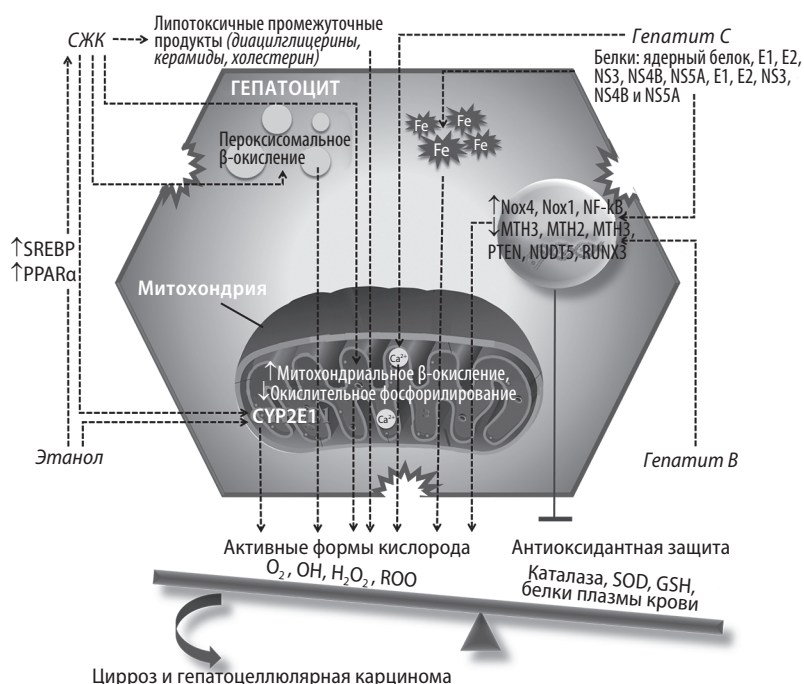 СЖК
Липотоксичные промежуточные
продукты (диацилглицерины,
керамиды, холестерин)
Гепатит С
Белки: ядерный белок, Е1, Е2,
NS3, NS4B, NS5A, E1, E2, NS3,
NS4B и NS5A
ГЕПАТОЦИТ
Пероксисомальное
β-окисление
Fe Fe
Fe Fe
↑Nox4, Nox1, NF-kB,
↓MTH3, MTH2, MTH3,
PTEN, NUDT5, RUNX3
↑SREBP
↑PPARα
Митохондрия
Ca²⁺
↑Митохондриальное β-окисление,
↓Окислительное фосфорилирование
CYP2E1
Ca²⁺
Этанол
Гепатит В
Активные формы кислорода
O₂, OH, H₂O₂, ROO
Антиоксидантная защита
Каталаза, SOD, GSH,
белки плазмы крови
Цирроз и гепатоцеллюлярная карцинома